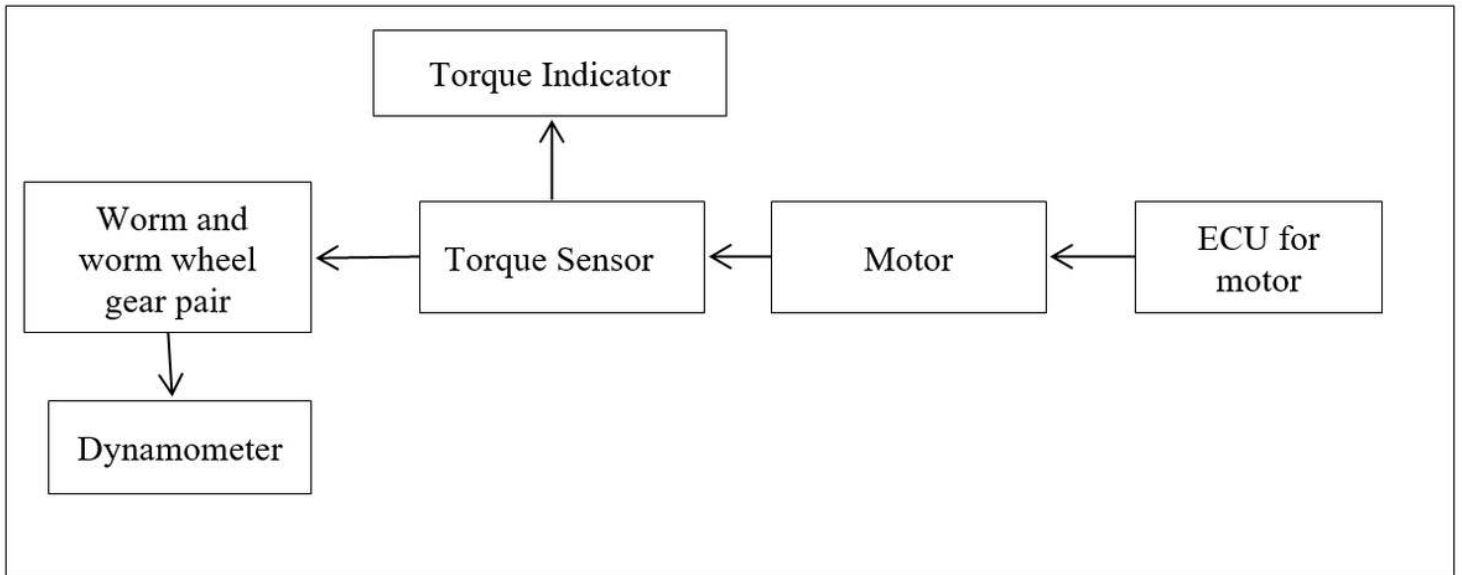 Torque Indicator
Worm and
worm wheel
gear pair
Torque Sensor
Motor
ECU for
motor
Dynamometer